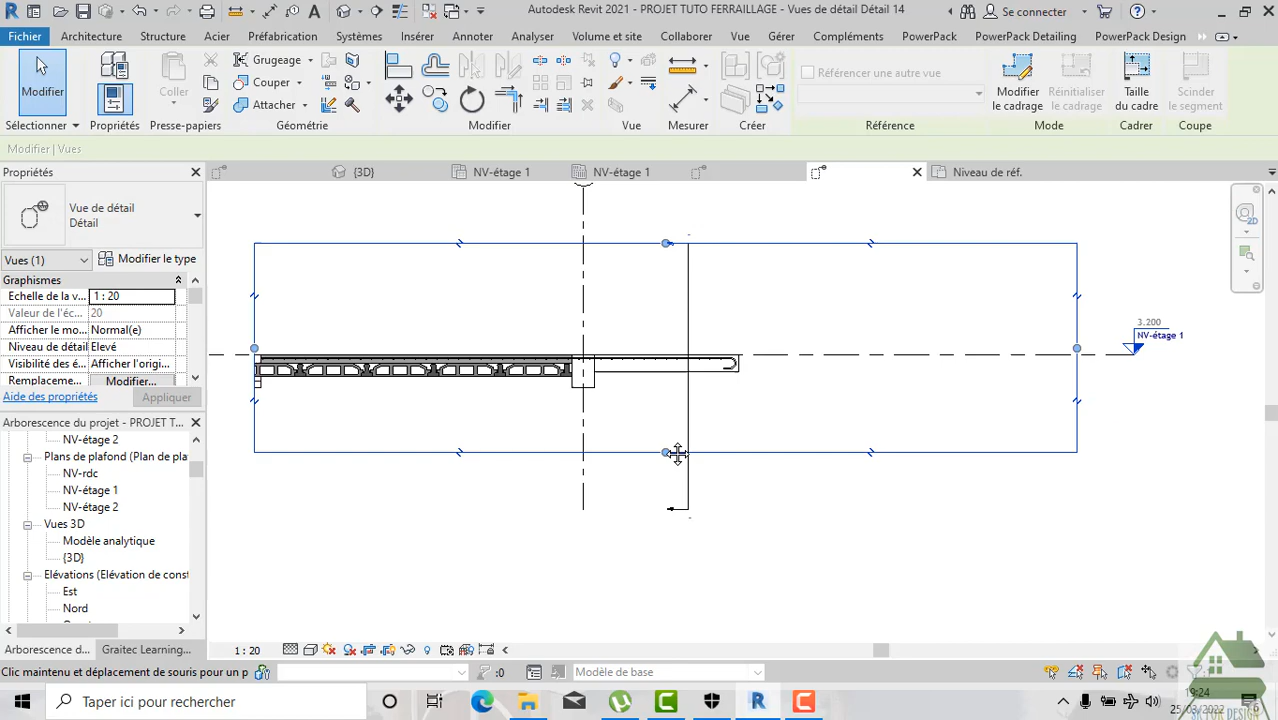 Autodesk Revit 2021 - PROJET TUTO FERRAILLAGE - Vues de détail Détail 14
Se connecter
Fichier Architecture Structure Acier Préfabrication Systèmes Insérer Annoter Analyser Volume et site Collaborer Vue Gérer Compléments PowerPack PowerPack Detailing PowerPack Design
Modifier
Coller
Grugeage
Couper
Attacher
Référencer une autre vue
Modifier le cadrage
Réinitialiser le cadrage
Taille du cadre
Scinder le segment
Sélectionner Propriétés Presse-papiers Géométrie Modifier Vue Mesurer Créer Référence Mode Cadrer Coupe
Modifier | Vues
Propriétés
{3D} NV-étage 1 NV-étage 1 Niveau de réf.
Vue de détail
Détail
Vues (1) Modifier le type
Graphismes
Echelle de la v... 1 : 20
Valeur de l'éc... 20
Afficher le mo... Normal(e)
Niveau de détail Elevé
Visibilité des é... Afficher l'origi...
Remplaceme... Modifier...
Aide des propriétés Appliquer
3.200
NV-étage 1
Arborescence du projet - PROJET T...
NV-étage 2
Plans de plafond (Plan de pla
NV-rdc
NV-étage 1
NV-étage 2
Vues 3D
Modèle analytique
{3D}
Elévations (Elévation de const
Est
Nord
Arborescence d... Graitec Learning...
1 : 20
Clic maintenu et déplacement de souris pour un p
:0
Modèle de base
Taper ici pour rechercher
19:24
25/03/2022